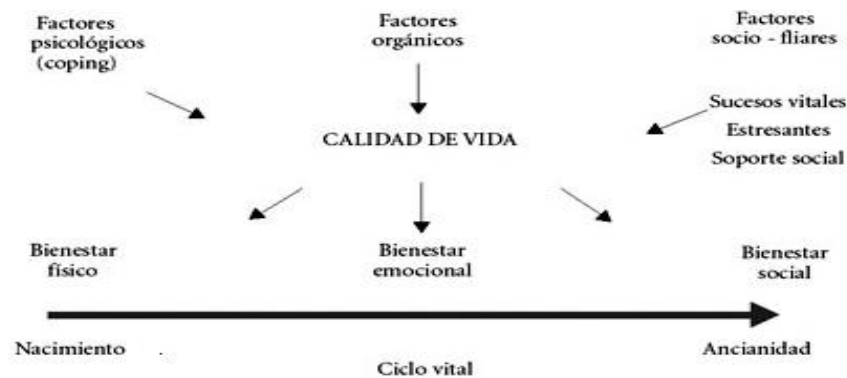 Factores
psicológicos
(coping)
Factores
orgánicos
Factores
socio - fliares
Sucesos vitales
Estresantes
Soporte social
CALIDAD DE VIDA
Bienestar
físico
Bienestar
emocional
Bienestar
social
Nacimiento .
Ciclo vital
Ancianidad